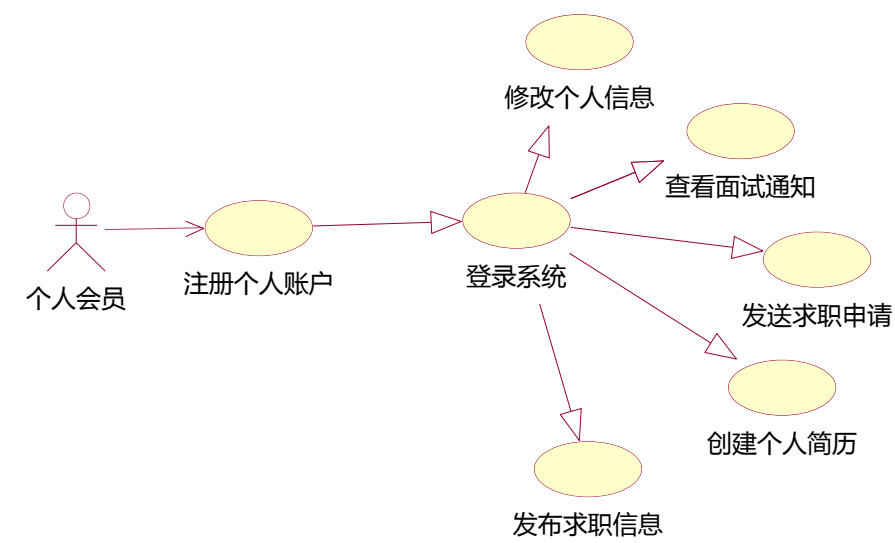 修改个人信息
查看面试通知
个人会员
注册个人账户
登录系统
发送求职申请
创建个人简历
发布求职信息